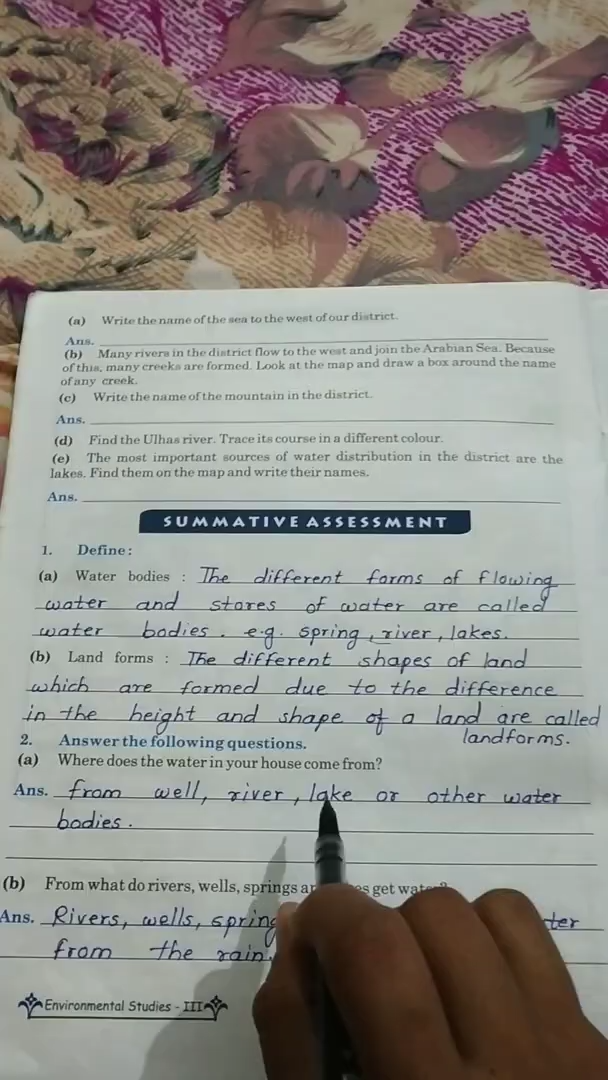 (a) Write the name of the sea to the west of our district.
Ans.
(b) Many rivers in the district flow to the west and join the Arabian Sea. Because
of this, many creeks are formed. Look at the map and draw a box around the name
of any creek.
(c) Write the name of the mountain in the district.
Ans.
(d) Find the Ulhas river. Trace its course in a different colour.
(e) The most important sources of water distribution in the district are the
lakes. Find them on the map and write their names.
Ans.
SUMMATIVE ASSESSMENT
1. Define:
(a) Water bodies : The different forms of flowing
water and stores of water are called
water bodies. e.g. spring, river, lakes.
(b) Land forms : The different shapes of land
which are formed due to the difference
in the height and shape of a land are called
landforms.
2. Answer the following questions.
(a) Where does the water in your house come from?
Ans. from well, river, lake or other water
bodies.
(b) From what do rivers, wells, springs get
Ans. Rivers, wells,
from the rain.
Environmental Studies - III